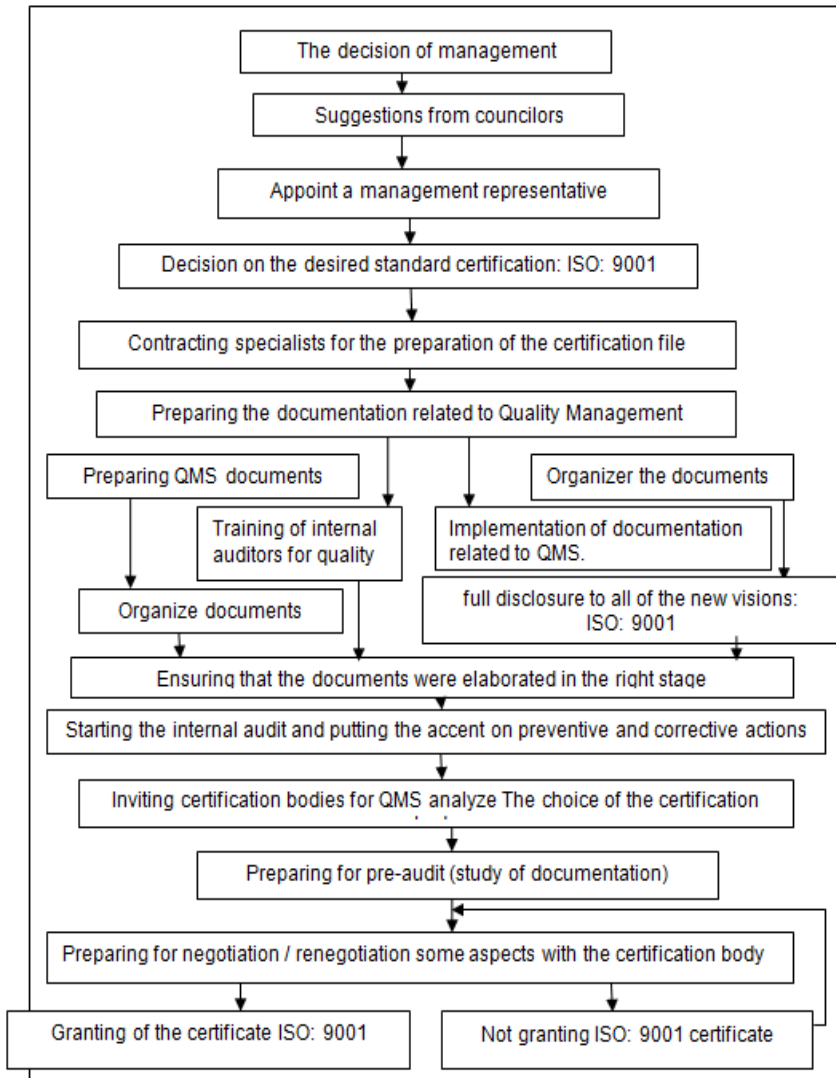 The decision of management
Suggestions from councilors
Appoint a management representative
Decision on the desired standard certification: ISO: 9001
Contracting specialists for the preparation of the certification file
Preparing the documentation related to Quality Management
Preparing QMS documents
Organizer the documents
Training of internal
auditors for quality
Implementation of documentation
related to QMS.
Organize documents
full disclosure to all of the new visions:
ISO: 9001
Ensuring that the documents were elaborated in the right stage
Starting the internal audit and putting the accent on preventive and corrective actions
Inviting certification bodies for QMS analyze The choice of the certification
Preparing for pre-audit (study of documentation)
Preparing for negotiation / renegotiation some aspects with the certification body
Granting of the certificate ISO: 9001
Not granting ISO: 9001 certificate